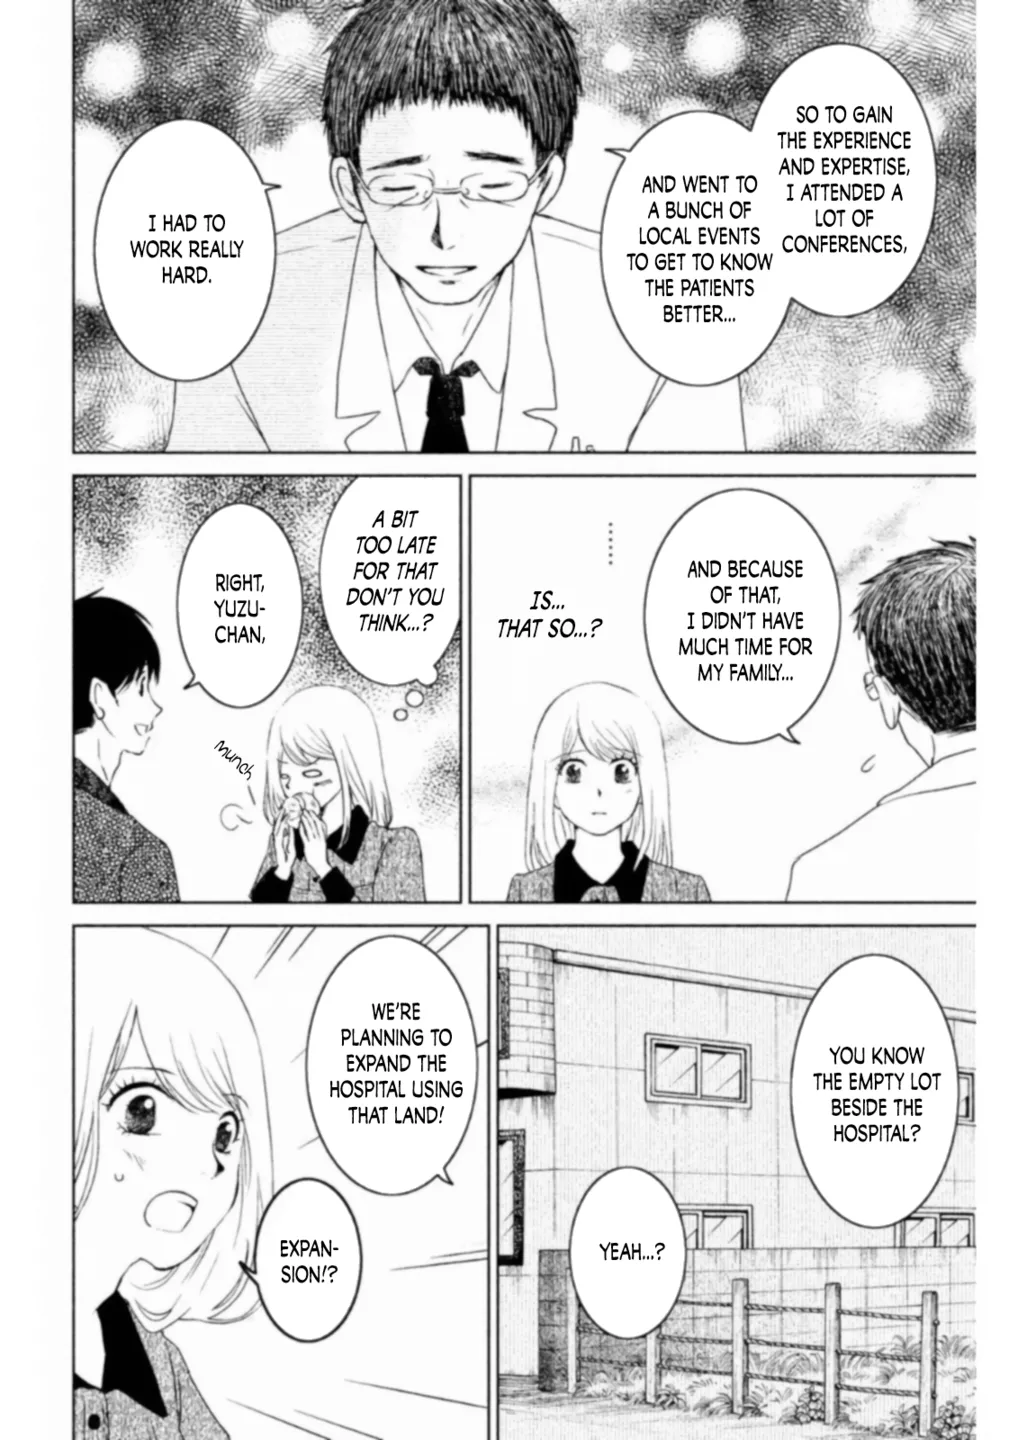 SO TO GAIN
THE EXPERIENCE
AND EXPERTISE,
I ATTENDED A
LOT OF
CONFERENCES,
AND WENT TO
A BUNCH OF
LOCAL EVENTS
TO GET TO KNOW
THE PATIENTS
BETTER...
I HAD TO
WORK REALLY
HARD.
AND BECAUSE
OF THAT,
I DIDN'T HAVE
MUCH TIME FOR
MY FAMILY...
......
IS...
THAT SO...?
A BIT
TOO LATE
FOR THAT
DON'T YOU
THINK...?
RIGHT,
YUZU-
CHAN,
munch
YOU KNOW
THE EMPTY LOT
BESIDE THE
HOSPITAL?
YEAH...?
WE'RE
PLANNING TO
EXPAND THE
HOSPITAL USING
THAT LAND!
EXPAN-
SION!?